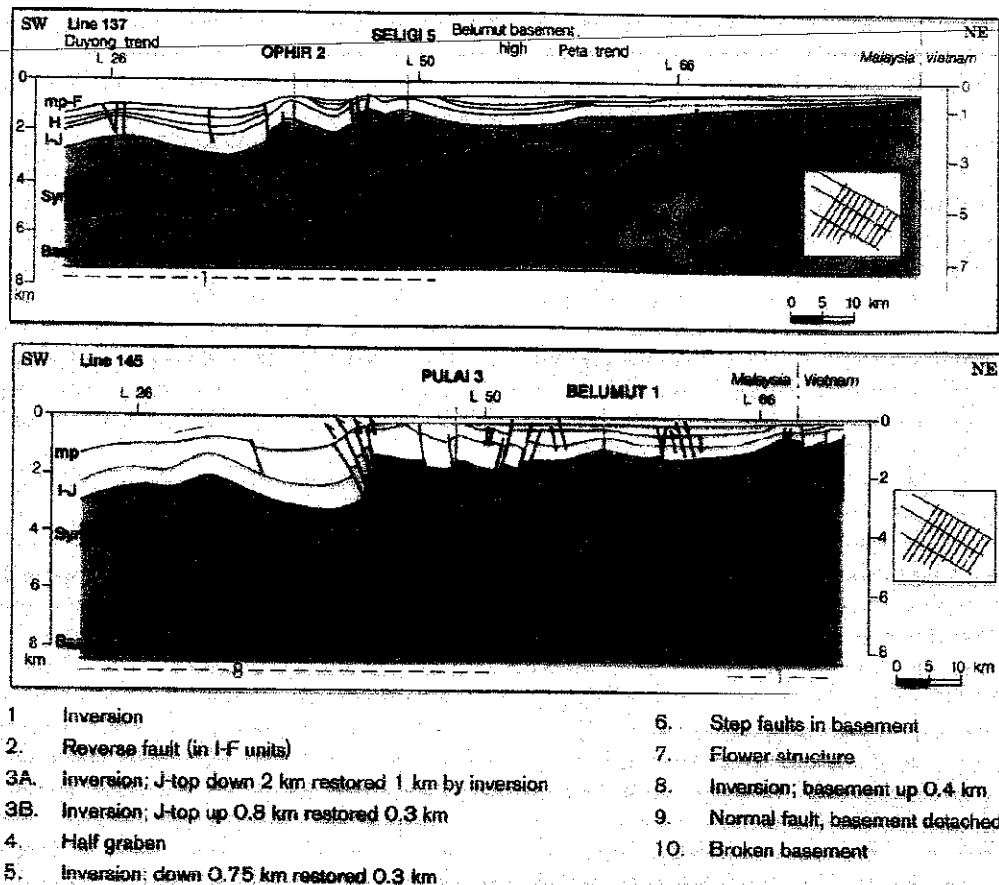 SW Line 137 NE
Duyong trend SELIGI 5 Belumut basement high Peta trend
L 26 OPHIR 2 L 50 L 66 Malaysia Vietnam
0 0
mp-F 1
H
2 I-J
3
4
Syn
5
6
Bas
7
8
km
1
0 5 10 km
SW Line 145 NE
PULAI 3 BELUMUT 1 Malaysia Vietnam
L 26 L 50 L 66
0 0
mp
2 2
I-J
4 4
Syn
6 6
8 Bas 8
km
8
0 5 10 km
1 Inversion
2. Reverse fault (in I-F units)
3A. Inversion; J-top down 2 km restored 1 km by inversion
3B. Inversion; J-top up 0.8 km restored 0.3 km
4. Half graben
5. Inversion; down 0.75 km restored 0.3 km
6. Step faults in basement
7. Flower structure
8. Inversion; basement up 0.4 km
9. Normal fault, basement detached
10. Broken basement